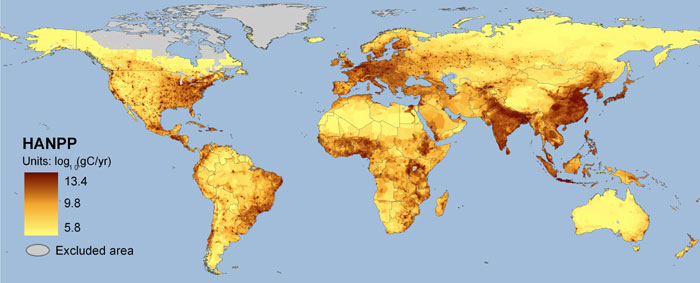 HANPP
Units: log₁₀(gC/yr)
13.4
9.8
5.8
Excluded area